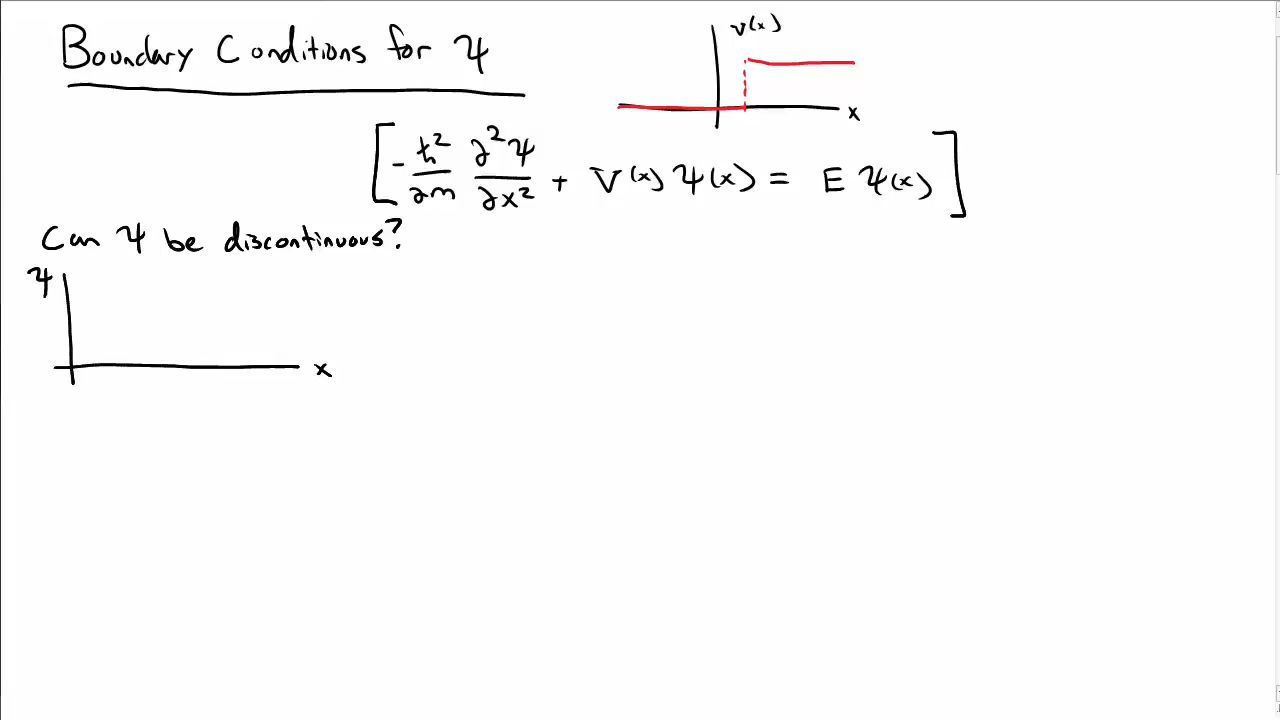 Boundary Conditions for Ψ
V(x)
x
[-ħ²/2m ∂²Ψ/∂x² + V(x) Ψ(x) = E Ψ(x)]
Can Ψ be discontinuous?
Ψ
x